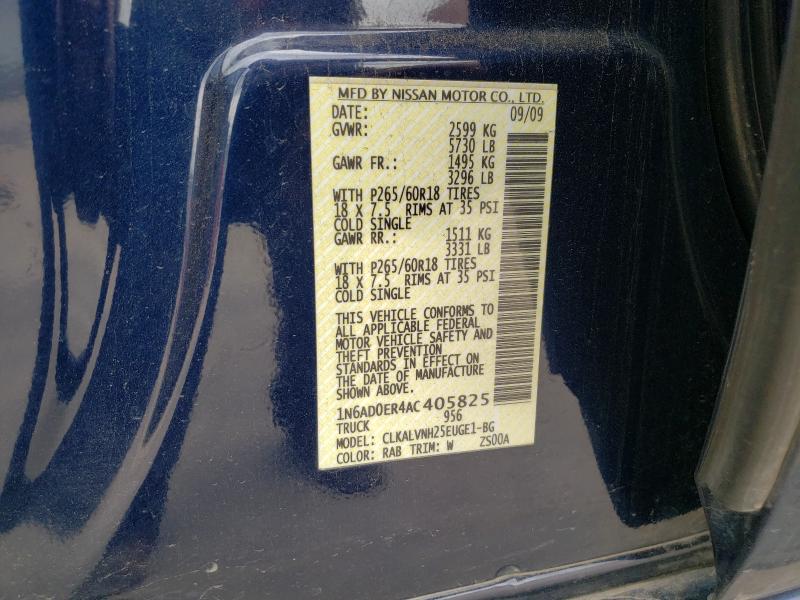 MFD BY NISSAN MOTOR CO., LTD.
DATE: 09/09
GVWR: 2599 KG
5730 LB
GAWR FR.: 1495 KG
3296 LB
WITH P265/60R18 TIRES
18 X 7.5 RIMS AT 35 PSI
COLD SINGLE
GAWR RR.: 1511 KG
3331 LB
WITH P265/60R18 TIRES
18 X 7.5 RIMS AT 35 PSI
COLD SINGLE
THIS VEHICLE CONFORMS TO
ALL APPLICABLE FEDERAL
MOTOR VEHICLE SAFETY AND
THEFT PREVENTION
STANDARDS IN EFFECT ON
THE DATE OF MANUFACTURE
SHOWN ABOVE.
1N6AD0ER4AC405825
TRUCK 956
MODEL: CLKALVNH25EUGE1-BG
COLOR: RAB TRIM: W ZS00A